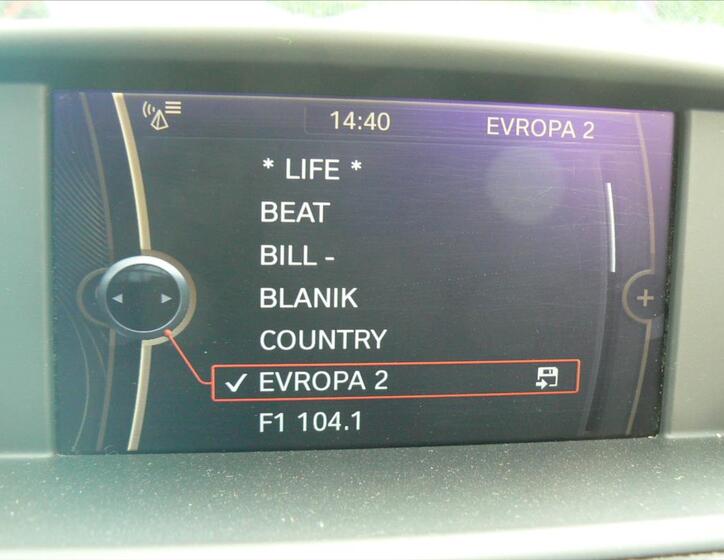 14:40 EVROPA 2
* LIFE *
BEAT
BILL -
BLANIK
COUNTRY
EVROPA 2
F1 104.1